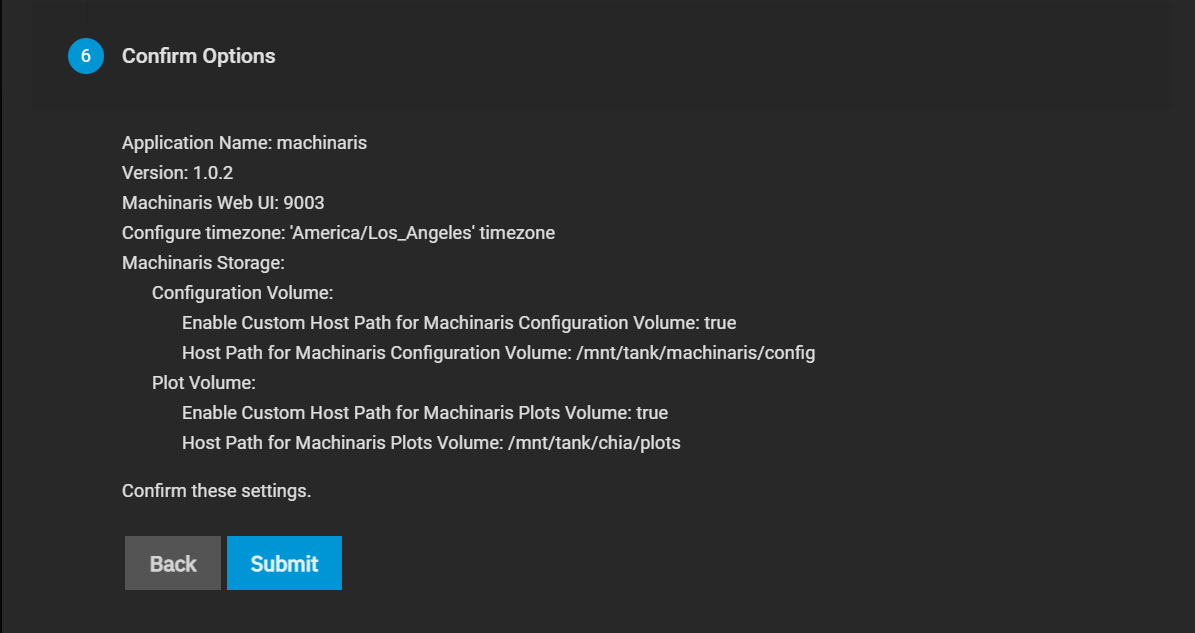 6 Confirm Options
Application Name: machinaris
Version: 1.0.2
Machinaris Web UI: 9003
Configure timezone: 'America/Los_Angeles' timezone
Machinaris Storage:
Configuration Volume:
Enable Custom Host Path for Machinaris Configuration Volume: true
Host Path for Machinaris Configuration Volume: /mnt/tank/machinaris/config
Plot Volume:
Enable Custom Host Path for Machinaris Plots Volume: true
Host Path for Machinaris Plots Volume: /mnt/tank/chia/plots
Confirm these settings.
Back Submit